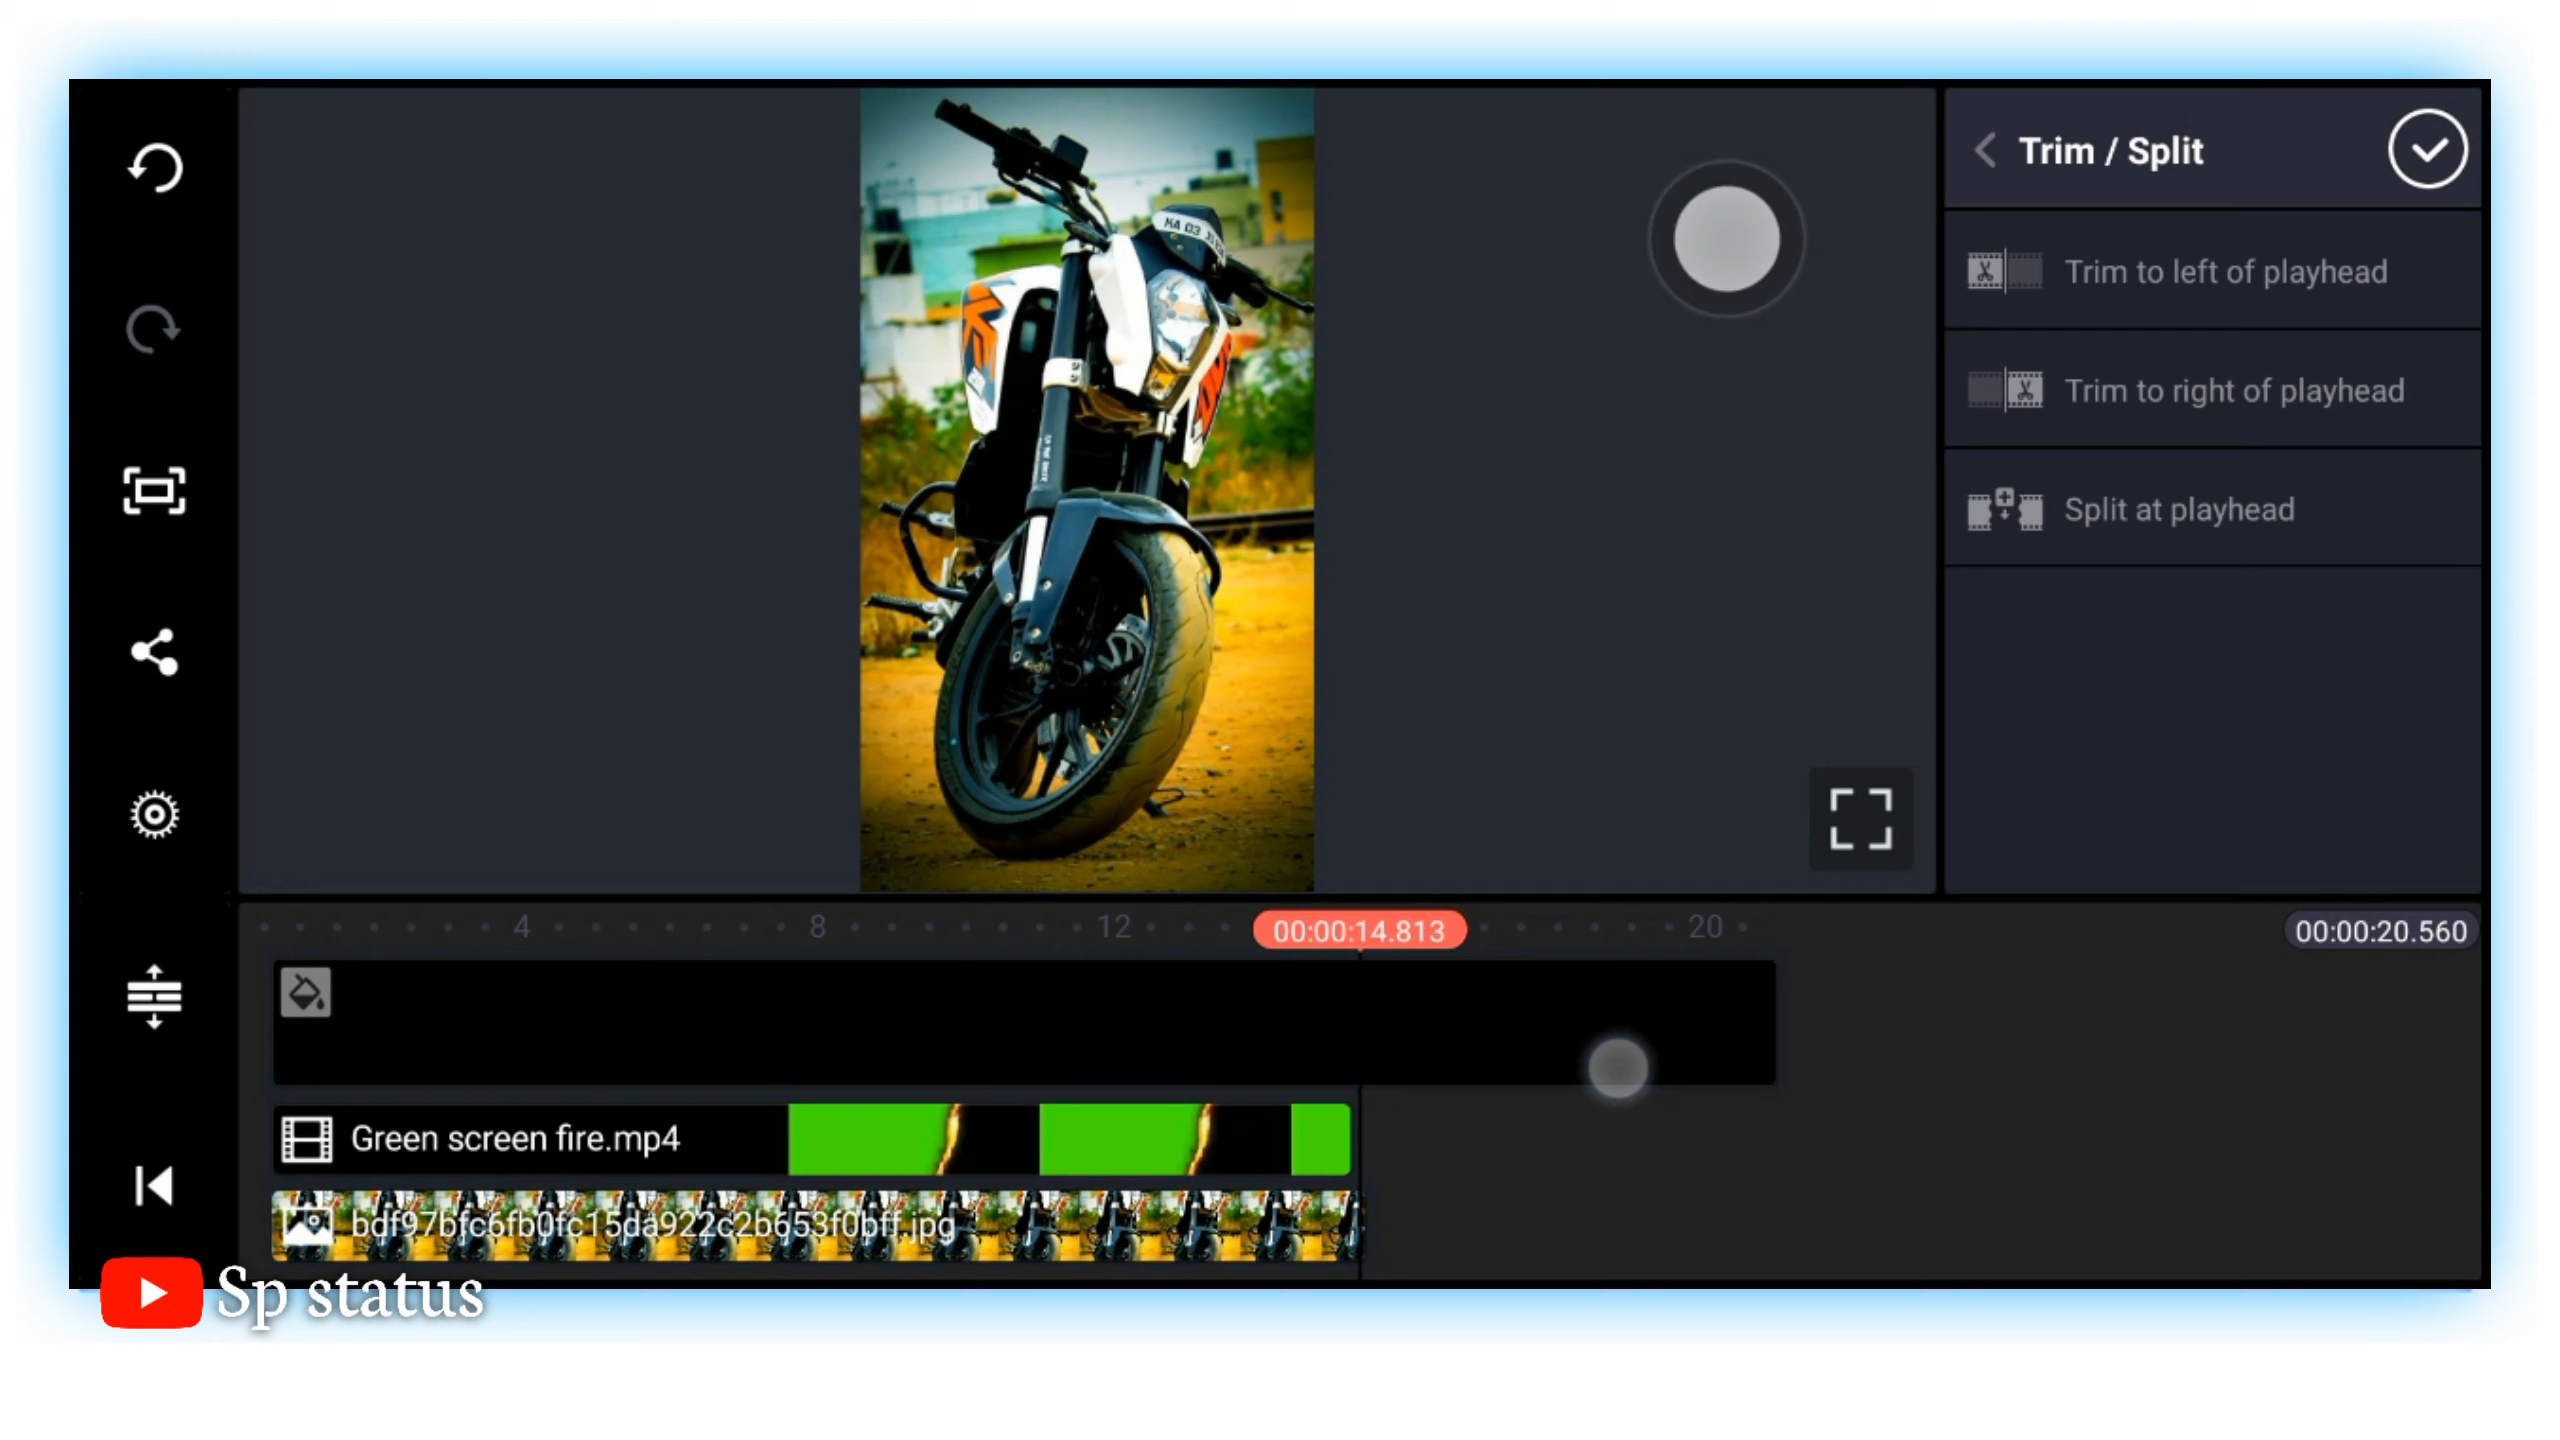 Trim / Split
Trim to left of playhead
Trim to right of playhead
Split at playhead
4
8
12
00:00:14.813
20
00:00:20.560
Green screen fire.mp4
bdf97bfc6fb0fc15da922c2b653f0bff.jpg
Sp status